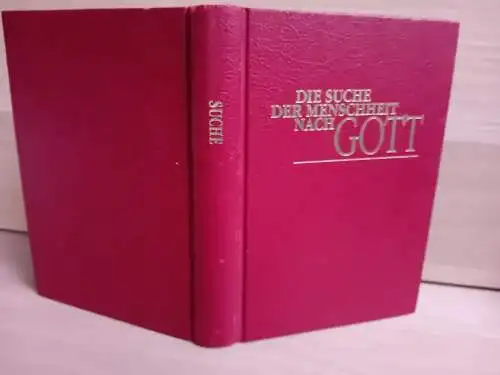 SUCHE
DIE SUCHE
DER MENSCHHEIT
NACH
GOTT